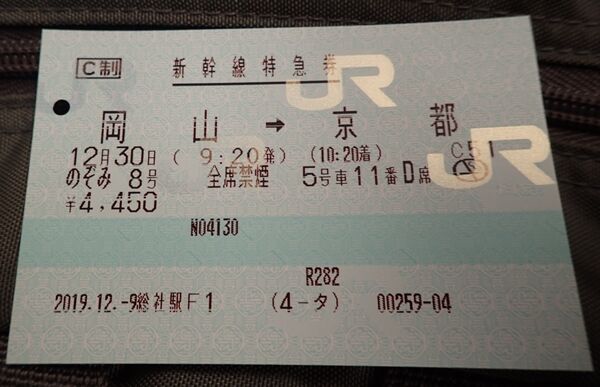 C制 新幹線特急券
JR
岡山 → 京都
JR
12月30日 ( 9:20発) (10:20着) C51
のぞみ 8号 全席禁煙 5号車11番D席
¥4,450
N04130
R282
2019.12.-9総社駅F1 (4-タ) 00259-04